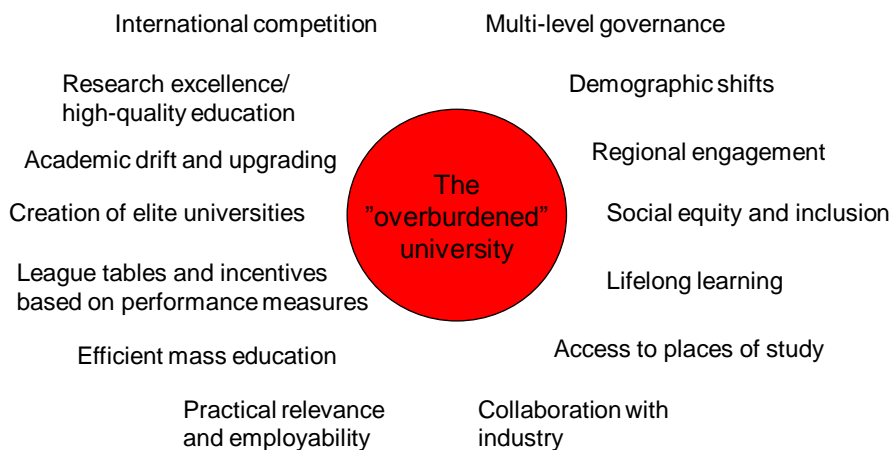 International competition
Multi-level governance
Research excellence/
high-quality education
Demographic shifts
Academic drift and upgrading
Regional engagement
The
”overburdened”
university
Creation of elite universities
Social equity and inclusion
League tables and incentives
based on performance measures
Lifelong learning
Efficient mass education
Access to places of study
Practical relevance
and employability
Collaboration with
industry